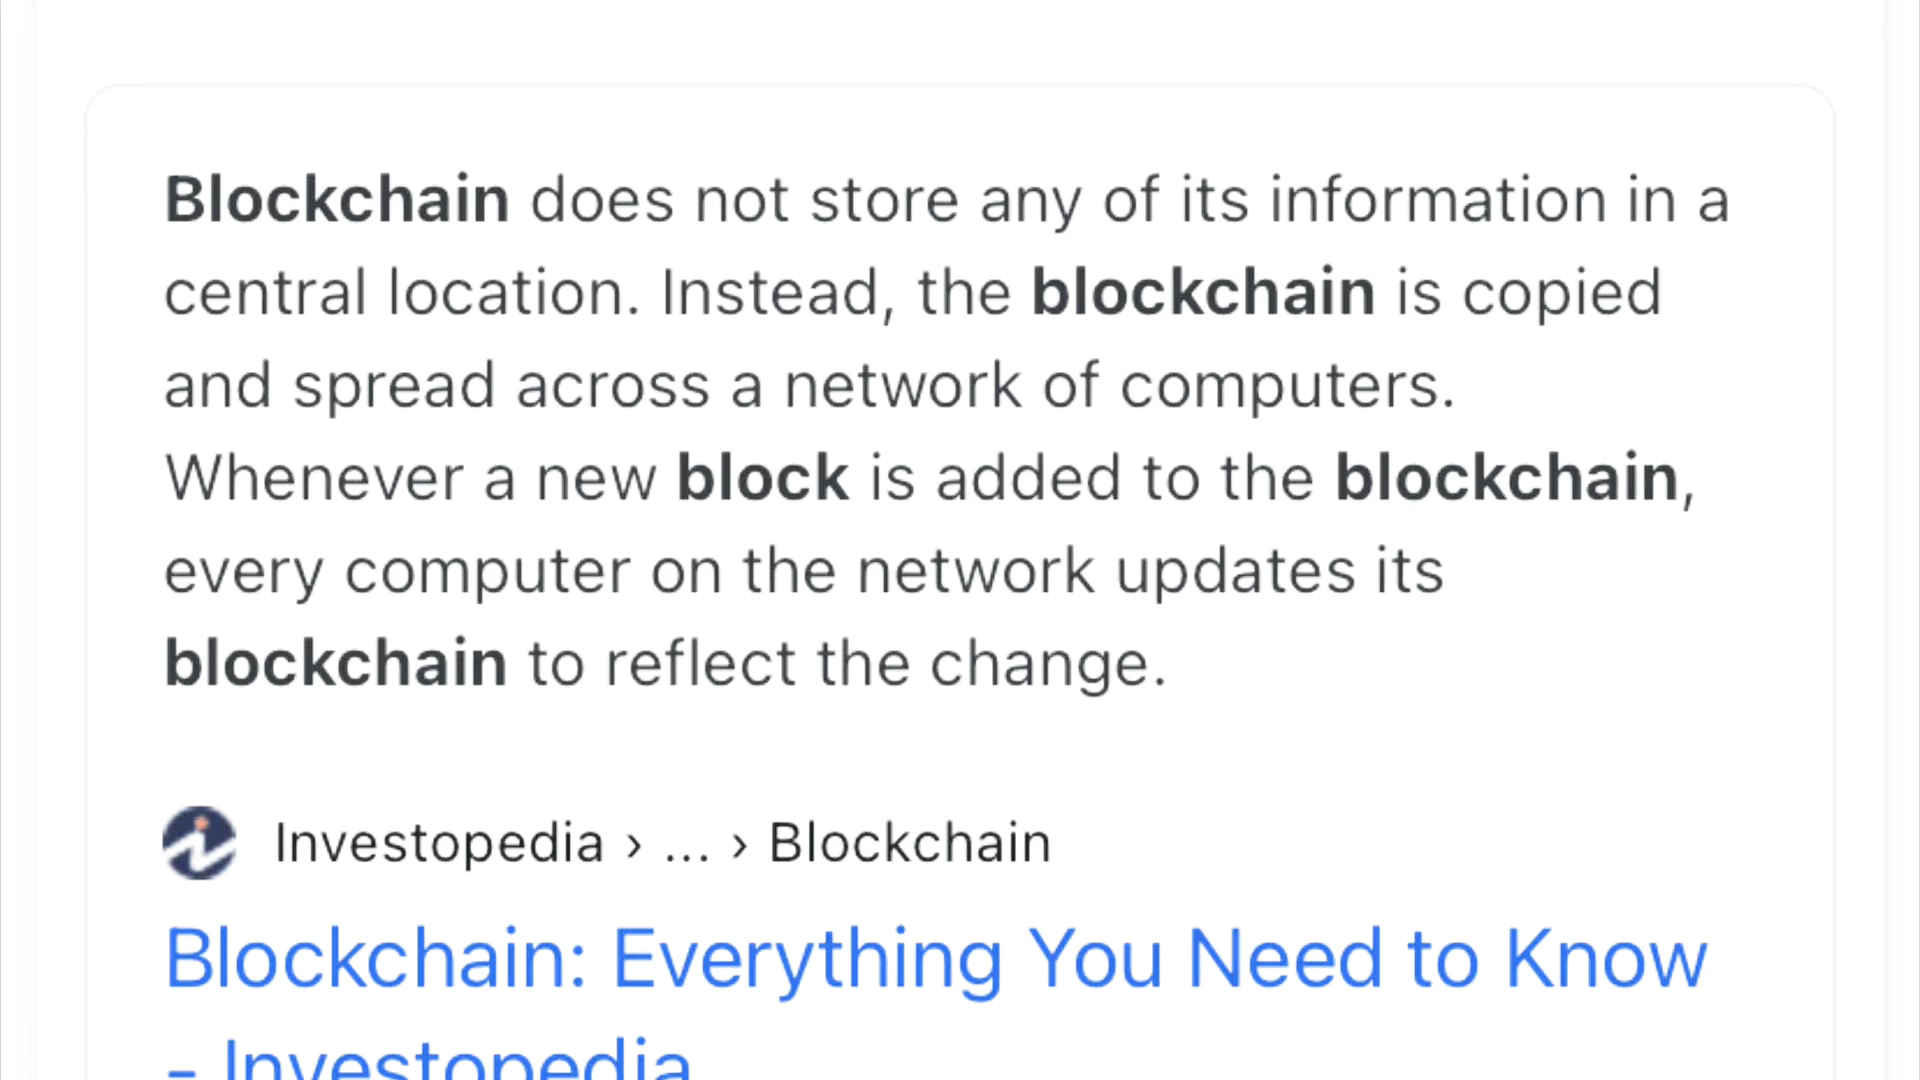 Blockchain does not store any of its information in a
central location. Instead, the blockchain is copied
and spread across a network of computers.
Whenever a new block is added to the blockchain,
every computer on the network updates its
blockchain to reflect the change.
Investopedia › ... › Blockchain
Blockchain: Everything You Need to Know
- Investopedia